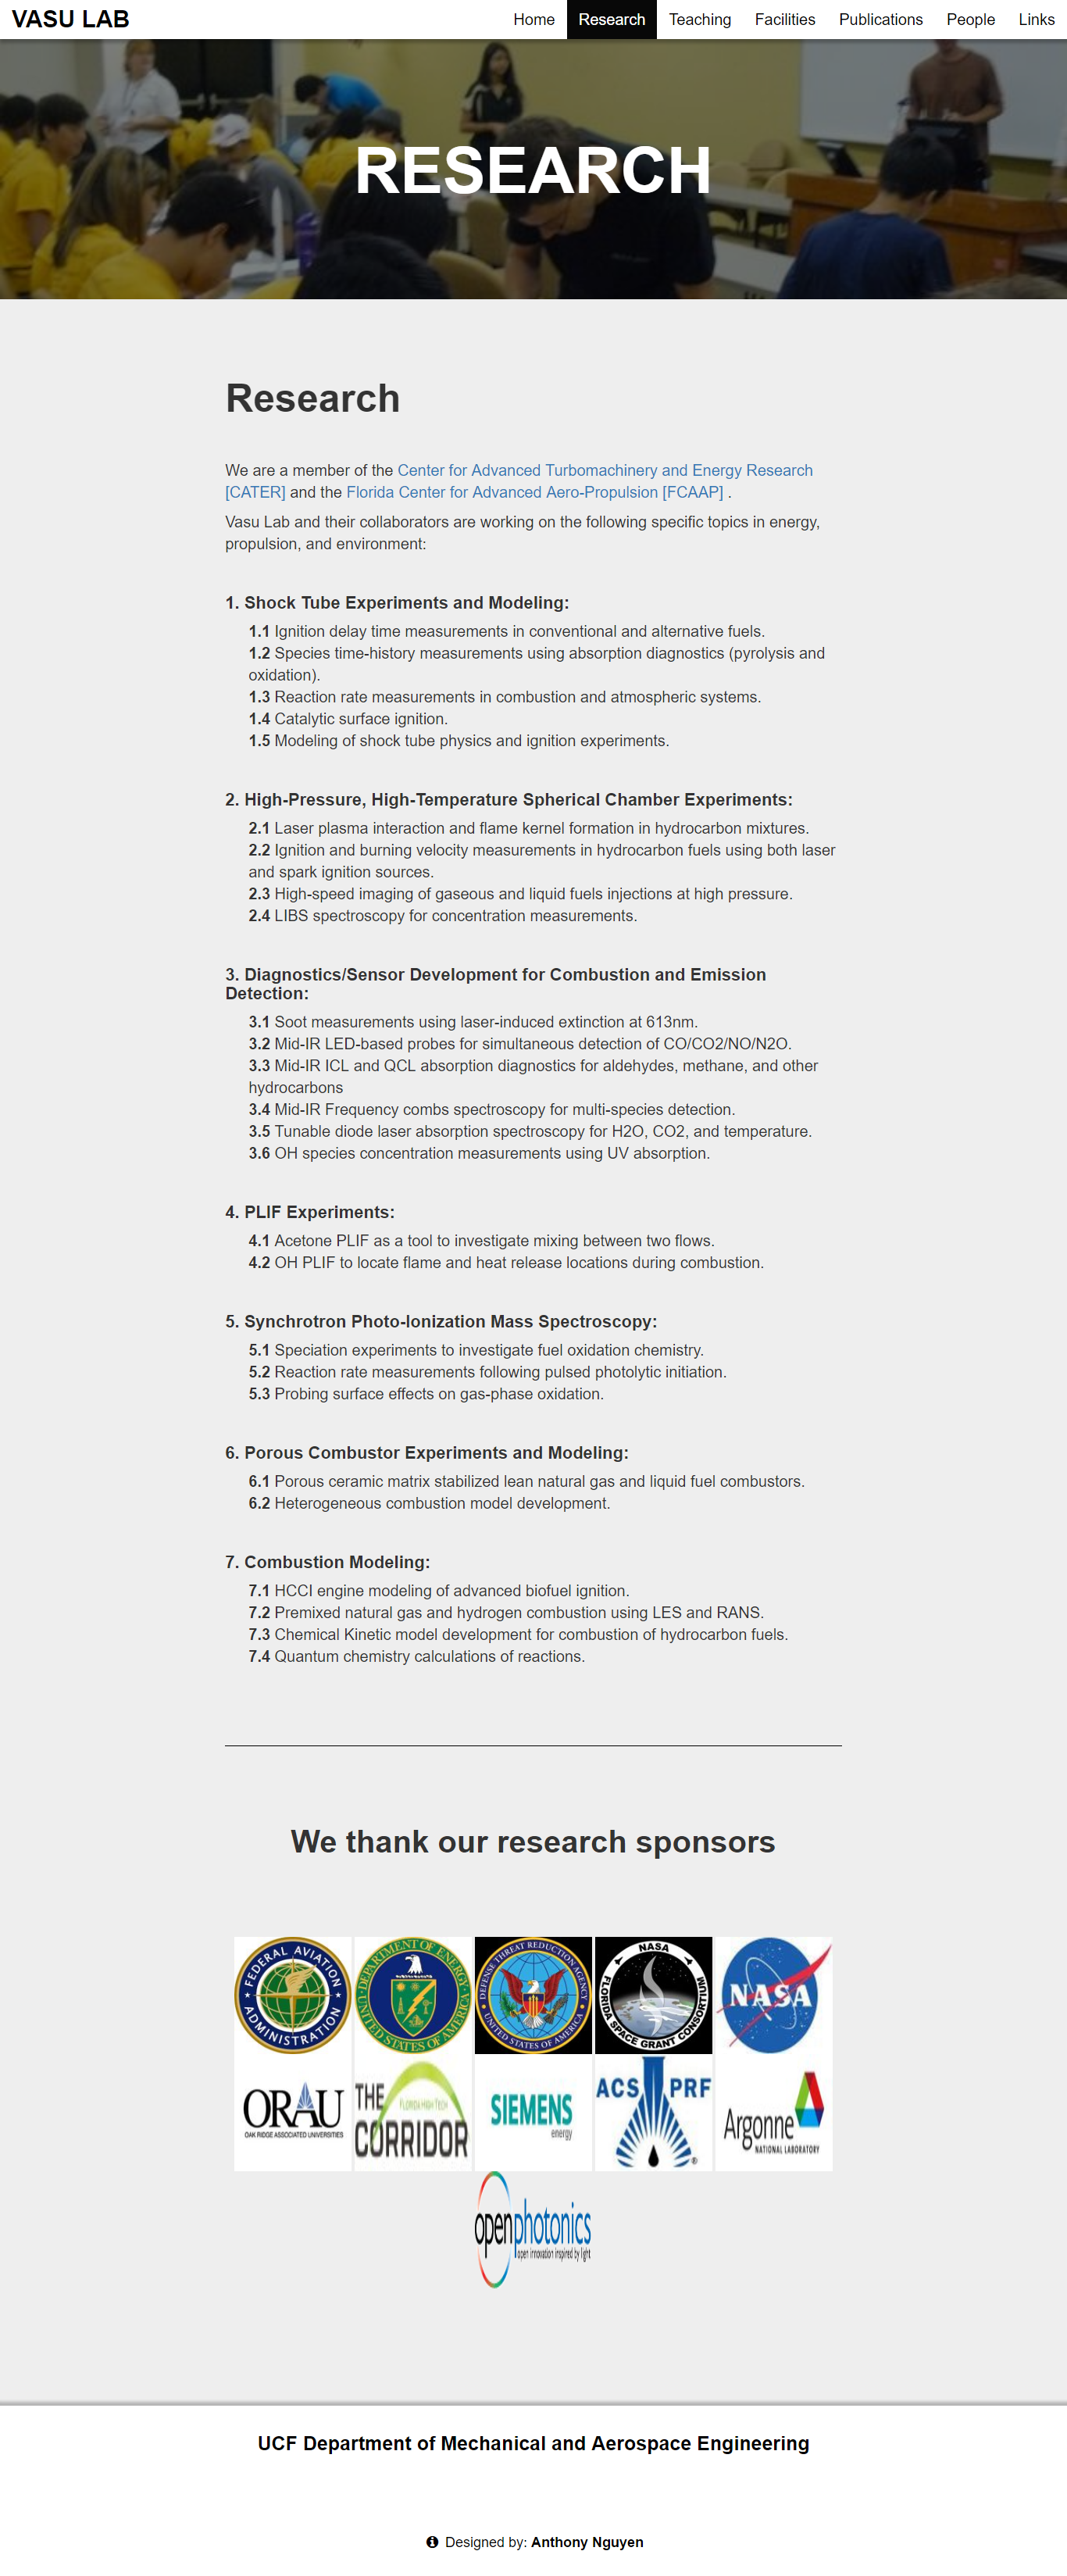 VASU LAB
Home Research Teaching Facilities Publications People Links
RESEARCH
Research
We are a member of the Center for Advanced Turbomachinery and Energy Research
[CATER] and the Florida Center for Advanced Aero-Propulsion [FCAAP] .
Vasu Lab and their collaborators are working on the following specific topics in energy,
propulsion, and environment:
1. Shock Tube Experiments and Modeling:
1.1 Ignition delay time measurements in conventional and alternative fuels.
1.2 Species time-history measurements using absorption diagnostics (pyrolysis and
oxidation).
1.3 Reaction rate measurements in combustion and atmospheric systems.
1.4 Catalytic surface ignition.
1.5 Modeling of shock tube physics and ignition experiments.
2. High-Pressure, High-Temperature Spherical Chamber Experiments:
2.1 Laser plasma interaction and flame kernel formation in hydrocarbon mixtures.
2.2 Ignition and burning velocity measurements in hydrocarbon fuels using both laser
and spark ignition sources.
2.3 High-speed imaging of gaseous and liquid fuels injections at high pressure.
2.4 LIBS spectroscopy for concentration measurements.
3. Diagnostics/Sensor Development for Combustion and Emission
Detection:
3.1 Soot measurements using laser-induced extinction at 613nm.
3.2 Mid-IR LED-based probes for simultaneous detection of CO/CO2/NO/N2O.
3.3 Mid-IR ICL and QCL absorption diagnostics for aldehydes, methane, and other
hydrocarbons
3.4 Mid-IR Frequency combs spectroscopy for multi-species detection.
3.5 Tunable diode laser absorption spectroscopy for H2O, CO2, and temperature.
3.6 OH species concentration measurements using UV absorption.
4. PLIF Experiments:
4.1 Acetone PLIF as a tool to investigate mixing between two flows.
4.2 OH PLIF to locate flame and heat release locations during combustion.
5. Synchrotron Photo-Ionization Mass Spectroscopy:
5.1 Speciation experiments to investigate fuel oxidation chemistry.
5.2 Reaction rate measurements following pulsed photolytic initiation.
5.3 Probing surface effects on gas-phase oxidation.
6. Porous Combustor Experiments and Modeling:
6.1 Porous ceramic matrix stabilized lean natural gas and liquid fuel combustors.
6.2 Heterogeneous combustion model development.
7. Combustion Modeling:
7.1 HCCI engine modeling of advanced biofuel ignition.
7.2 Premixed natural gas and hydrogen combustion using LES and RANS.
7.3 Chemical Kinetic model development for combustion of hydrocarbon fuels.
7.4 Quantum chemistry calculations of reactions.
We thank our research sponsors
FEDERAL AVIATION ADMINISTRATION
DEPARTMENT OF ENERGY UNITED STATES OF AMERICA
DEFENSE THREAT REDUCTION AGENCY UNITED STATES OF AMERICA
NASA FLORIDA SPACE GRANT CONSORTIUM
NASA
ORAU
OAK RIDGE ASSOCIATED UNIVERSITIES
THE
FLORIDA HIGH TECH
CORRIDOR
SIEMENS
energy
ACS PRF
®
Argonne
NATIONAL LABORATORY
openphotonics
open innovation inspired by light
UCF Department of Mechanical and Aerospace Engineering
Designed by: Anthony Nguyen